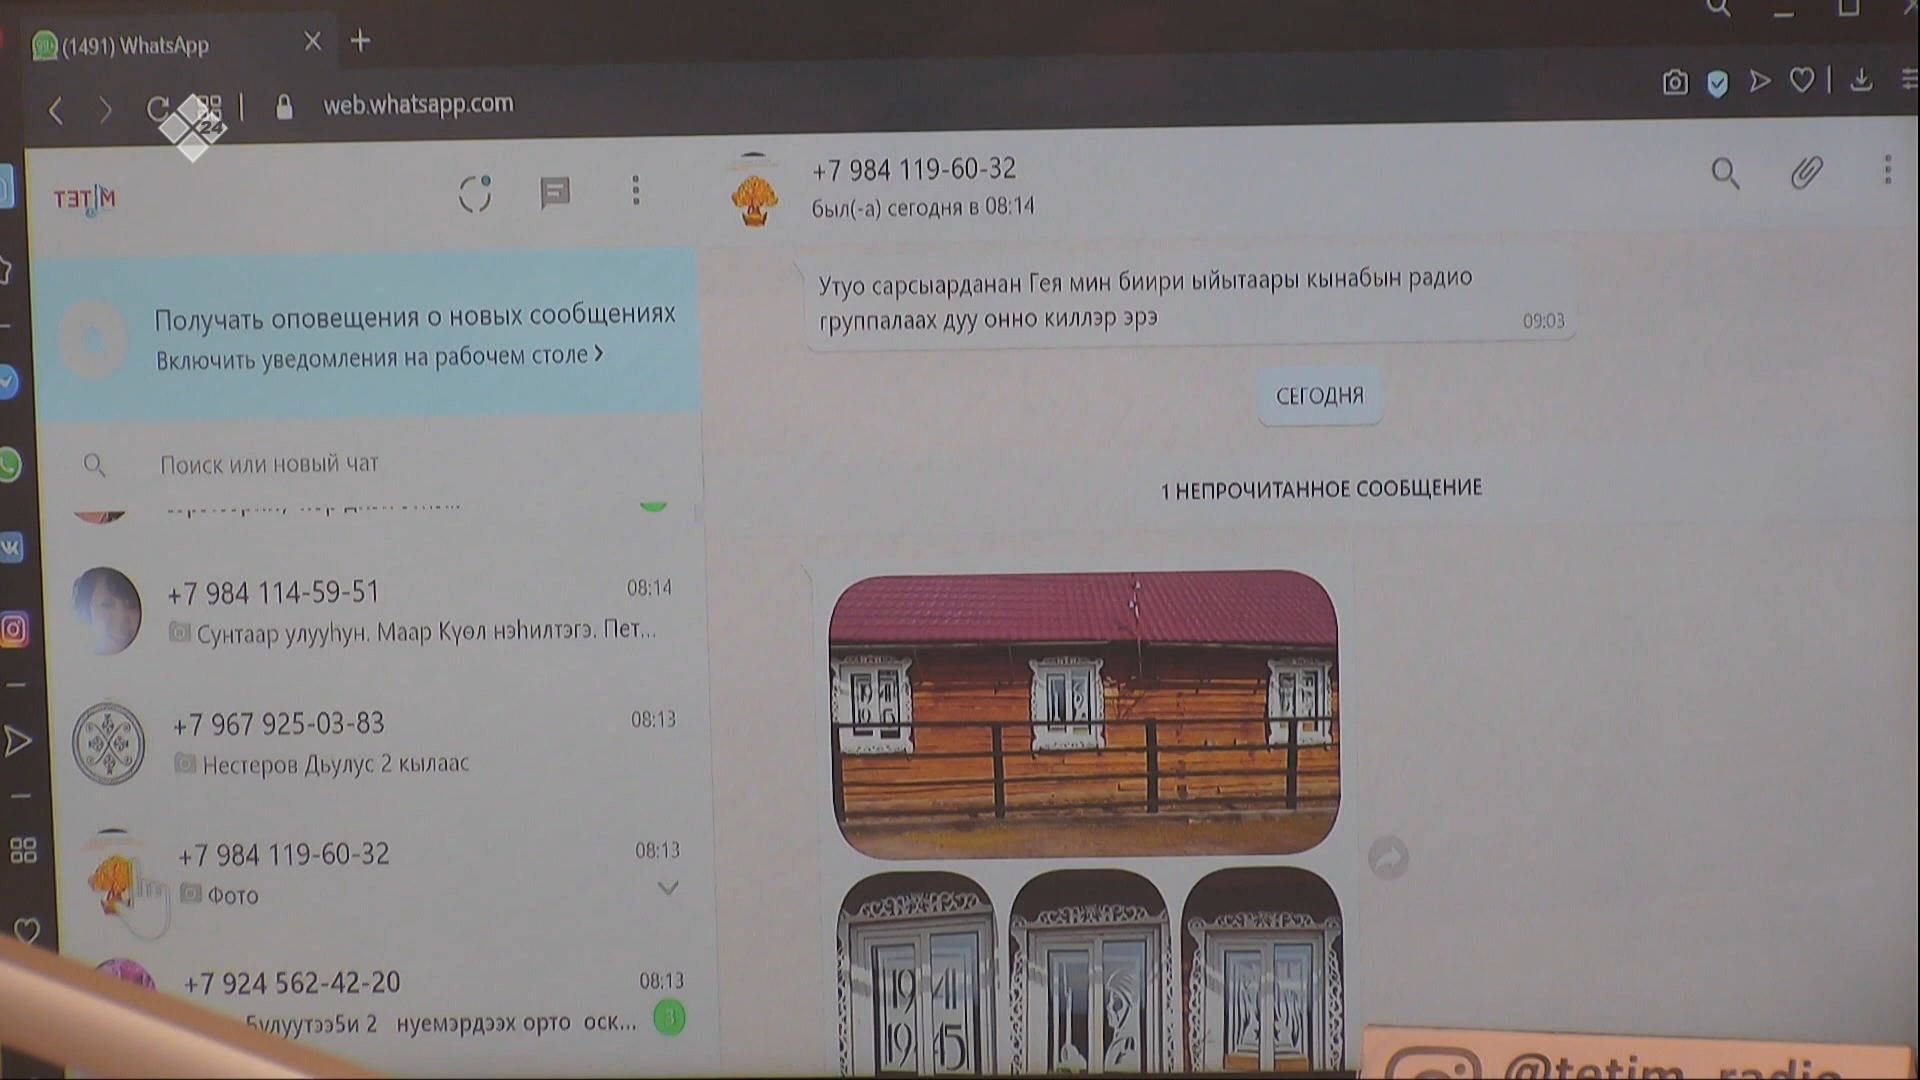 (1491) WhatsApp
web.whatsapp.com
24
ТЭТIМ
+7 984 119-60-32
был(-а) сегодня в 08:14
Получать оповещения о новых сообщениях
Включить уведомления на рабочем столе
Поиск или новый чат
+7 984 114-59-51 08:14
Сунтаар улууһун. Маар Күөл нэһилтэгэ. Пет...
+7 967 925-03-83 08:13
Нестеров Дьулус 2 кылаас
+7 984 119-60-32 08:13
Фото
+7 924 562-42-20 08:13
Булуутээ5и 2 нуемэрдээх орто оск... 3
Утуо сарсыарданан Гея мин биири ыйытаары кынабын радио
группалаах дуу онно киллэр эрэ 09:03
СЕГОДНЯ
1 НЕПРОЧИТАННОЕ СООБЩЕНИЕ
1941
1945
@tetim_radio